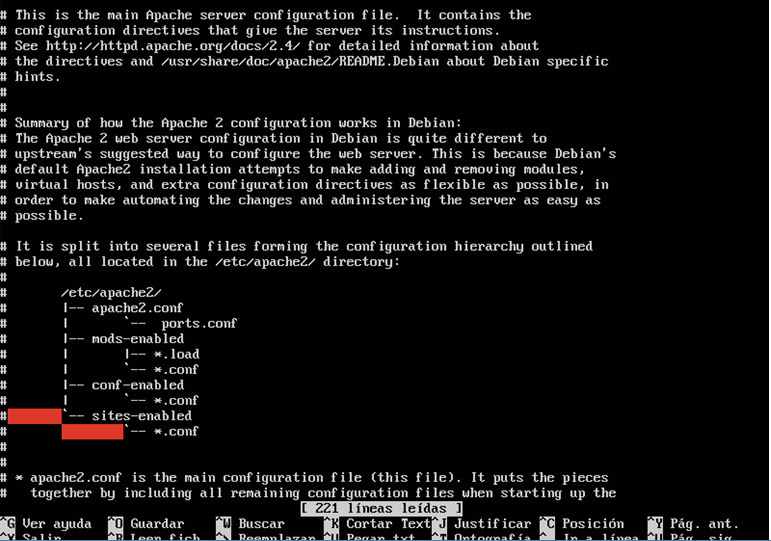 # This is the main Apache server configuration file.  It contains the
# configuration directives that give the server its instructions.
# See http://httpd.apache.org/docs/2.4/ for detailed information about
# the directives and /usr/share/doc/apache2/README.Debian about Debian specific
# hints.
#
#
# Summary of how the Apache 2 configuration works in Debian:
# The Apache 2 web server configuration in Debian is quite different to
# upstream's suggested way to configure the web server. This is because Debian's
# default Apache2 installation attempts to make adding and removing modules,
# virtual hosts, and extra configuration directives as flexible as possible, in
# order to make automating the changes and administering the server as easy as
# possible.

# It is split into several files forming the configuration hierarchy outlined
# below, all located in the /etc/apache2/ directory:
#
#       /etc/apache2/
#       |-- apache2.conf
#       |       `--  ports.conf
#       |-- mods-enabled
#       |       |-- *.load
#       |       `-- *.conf
#       |-- conf-enabled
#       |       `-- *.conf
#       `-- sites-enabled
#               `-- *.conf
#
#
# * apache2.conf is the main configuration file (this file). It puts the pieces
#   together by including all remaining configuration files when starting up the
[ 221 líneas leídas ]
^G Ver ayuda  ^O Guardar  ^W Buscar  ^K Cortar Text ^J Justificar ^C Posición  ^Y Pág. ant.
^X Salir  ^R Leer fich. ^\ Reemplazar ^U Pegar txt ^T Ortografía ^_ Ir a línea ^V Pág. sig.